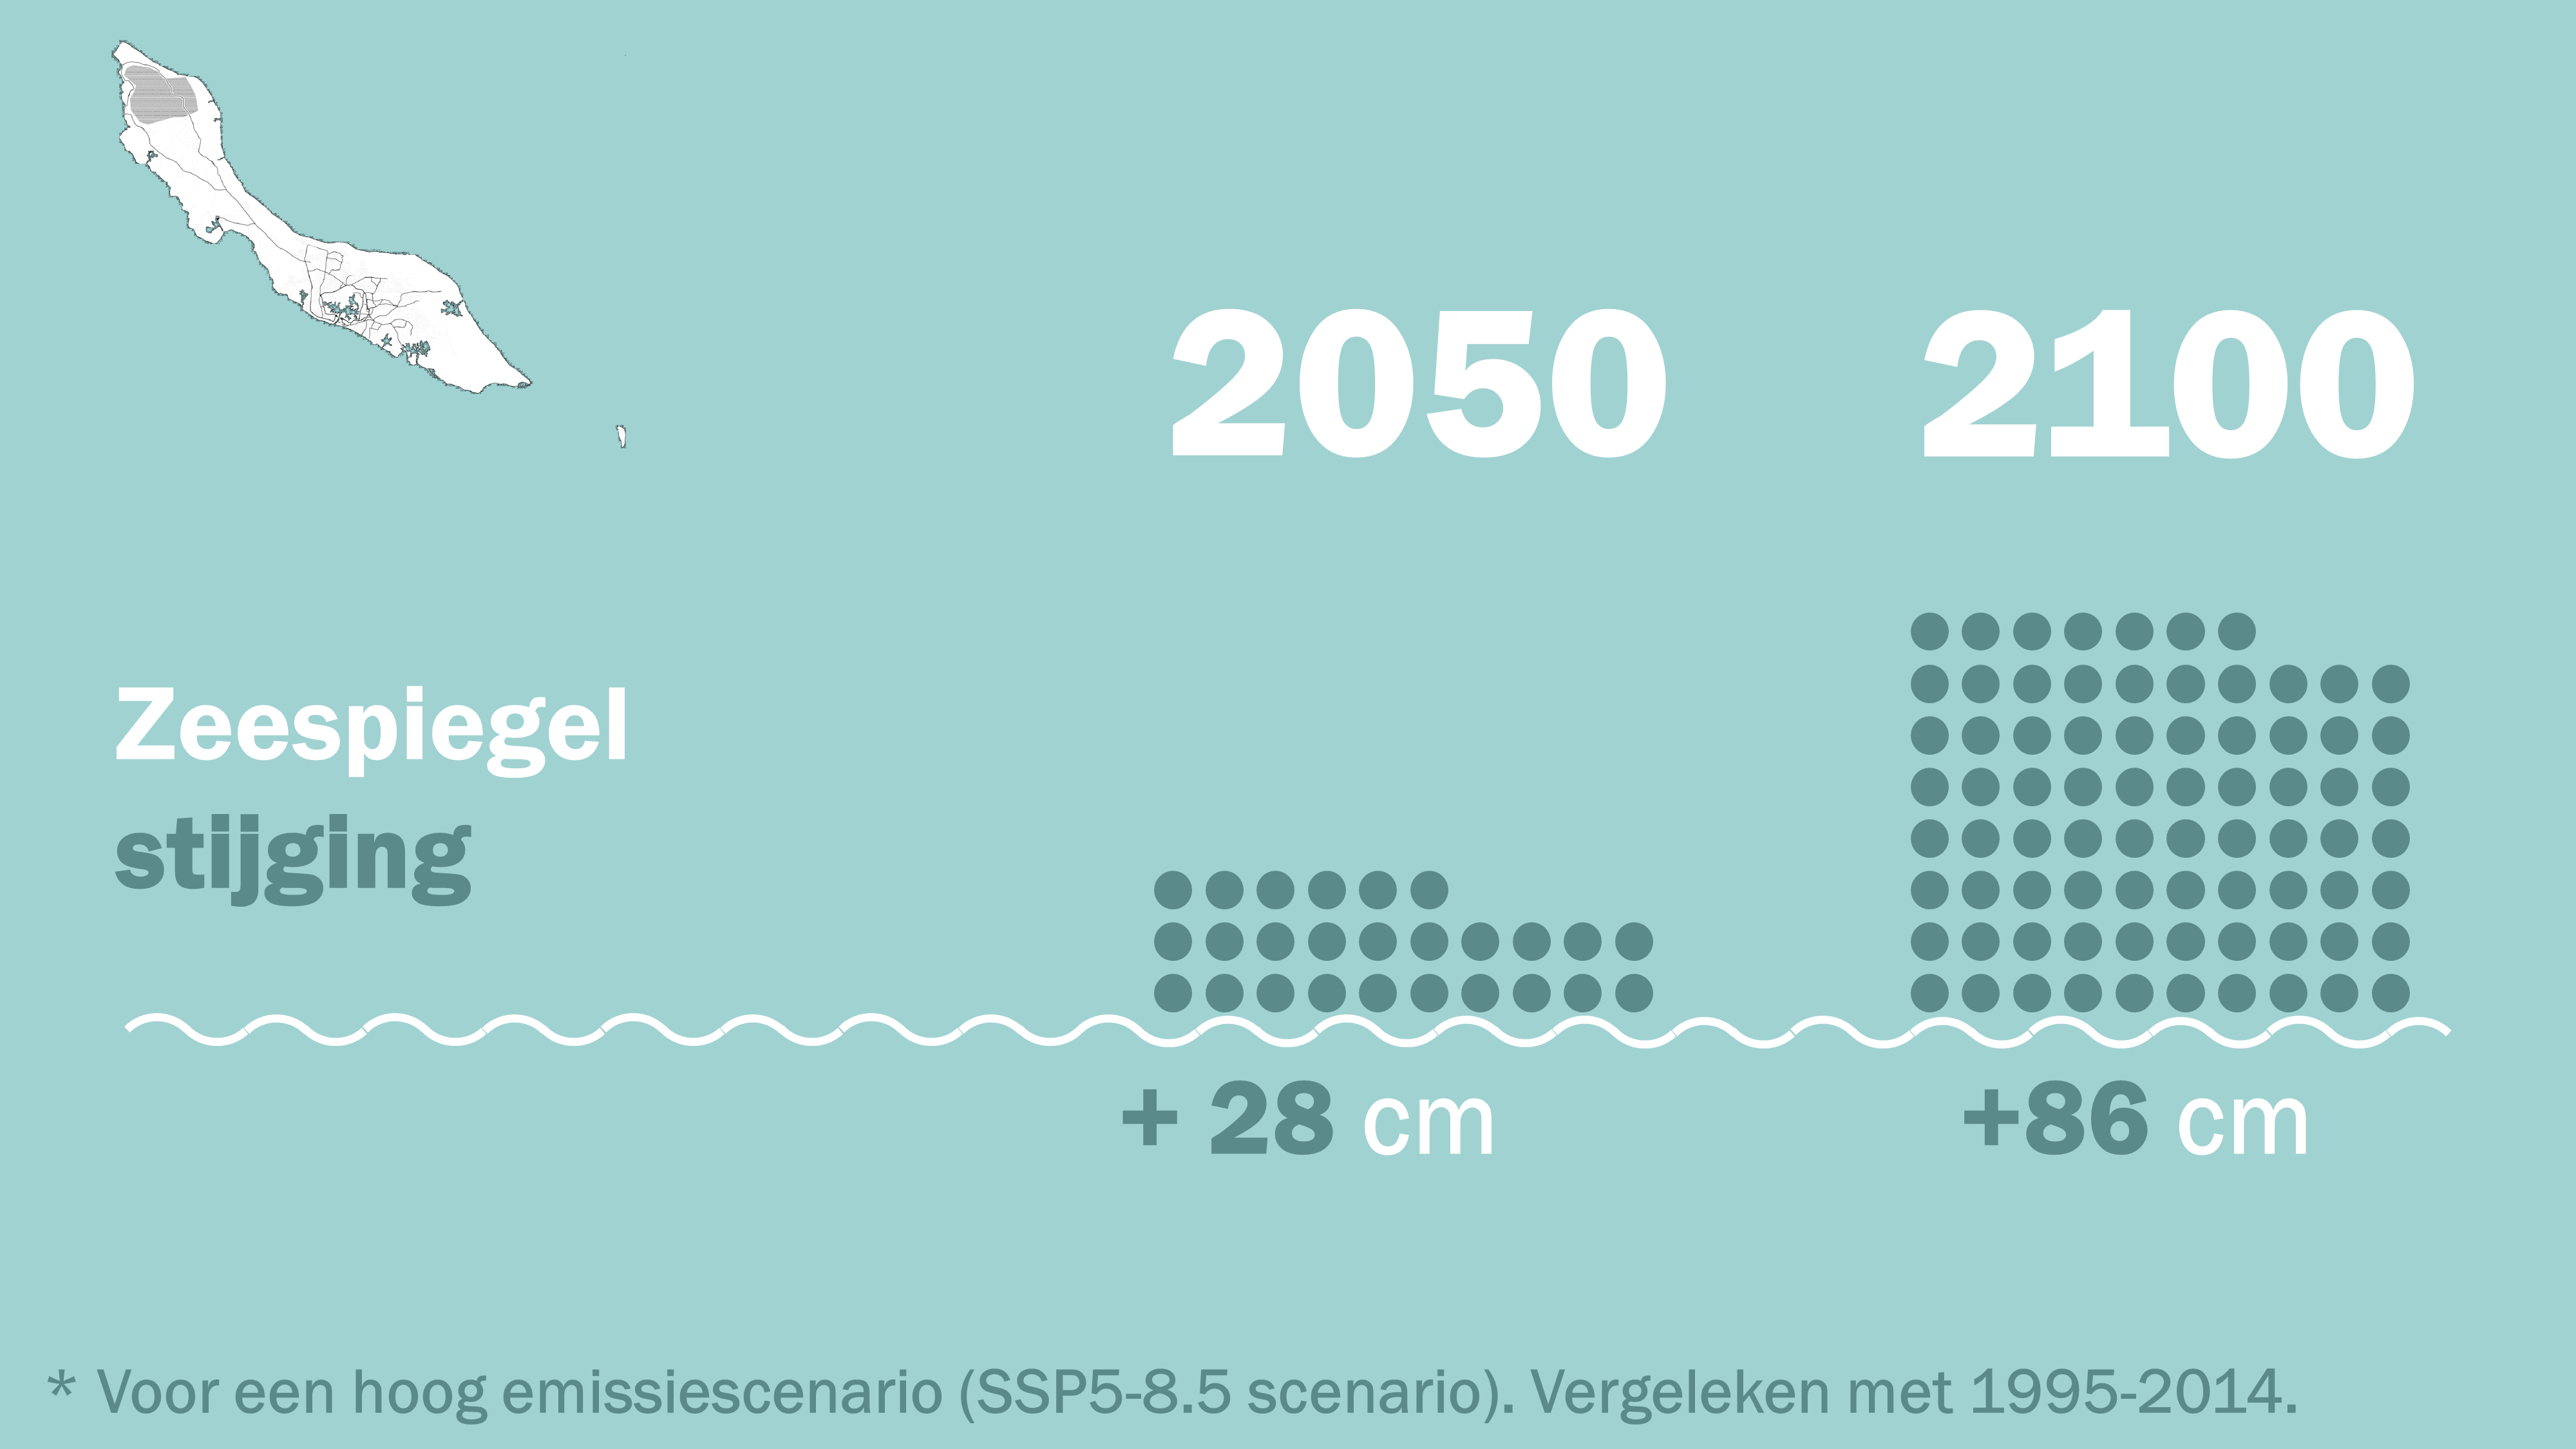 2050
2100
Zeespiegel
stijging
+ 28 cm
+86 cm
* Voor een hoog emissiescenario (SSP5-8.5 scenario). Vergeleken met 1995-2014.